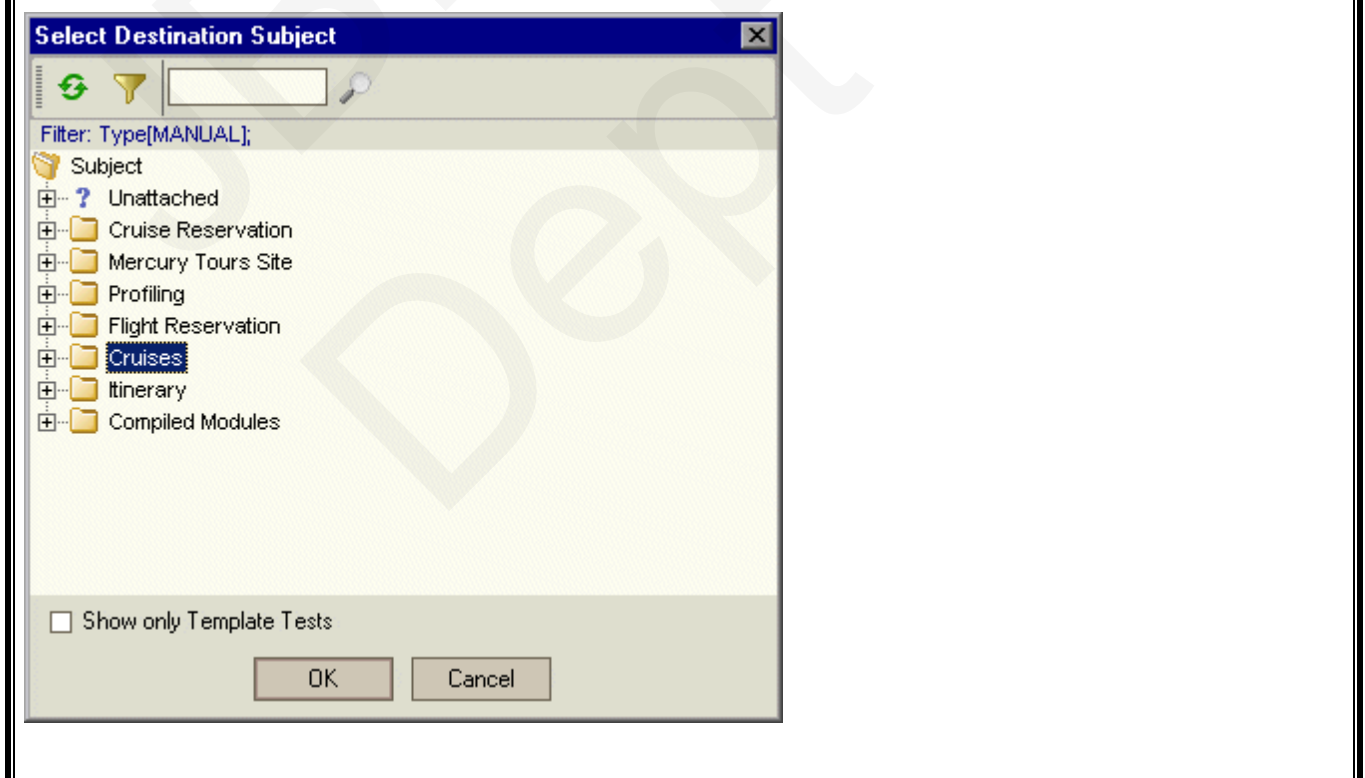 Select Destination Subject
Filter: Type[MANUAL];
Subject
? Unattached
Cruise Reservation
Mercury Tours Site
Profiling
Flight Reservation
Cruises
Itinerary
Compiled Modules
Show only Template Tests
OK Cancel
Dept